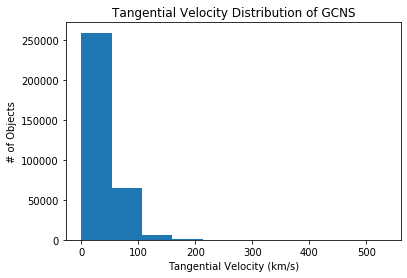 Tangential Velocity Distribution of GCNS
# of Objects
250000
200000
150000
100000
50000
0
0 100 200 300 400 500
Tangential Velocity (km/s)